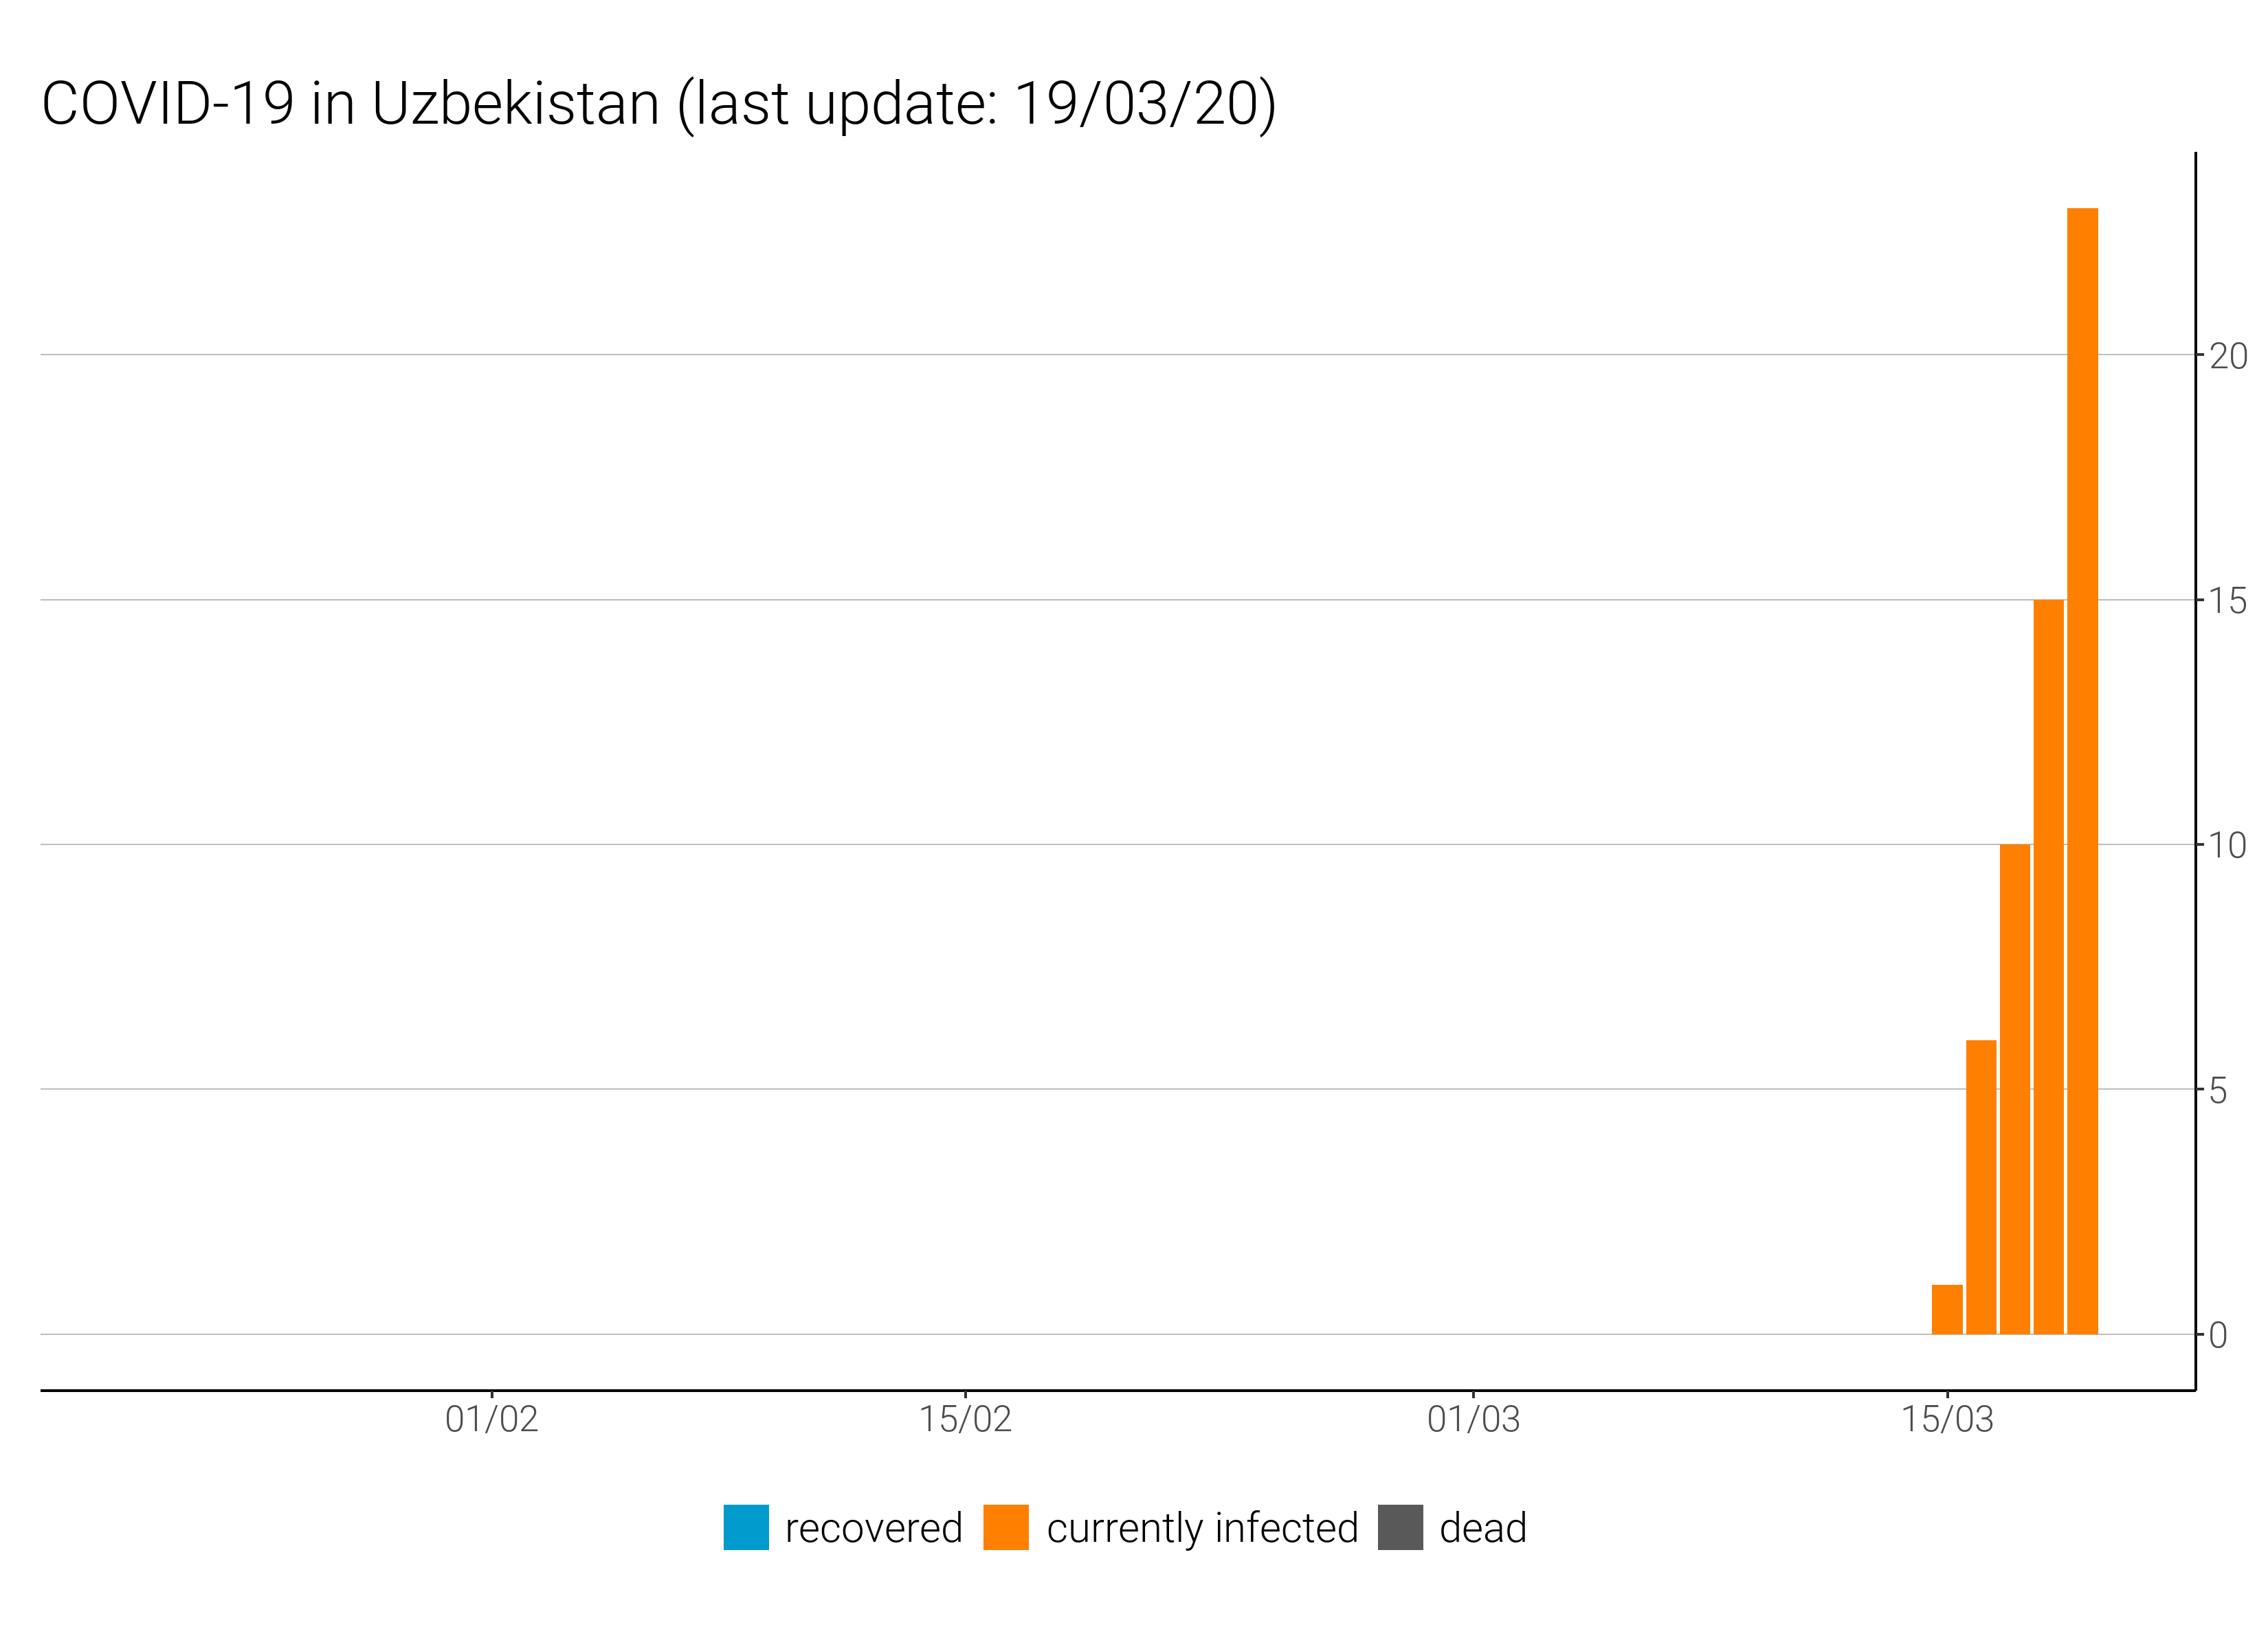 COVID-19 in Uzbekistan (last update: 19/03/20)
20
15
10
5
0
01/02 15/02 01/03 15/03
recovered currently infected dead